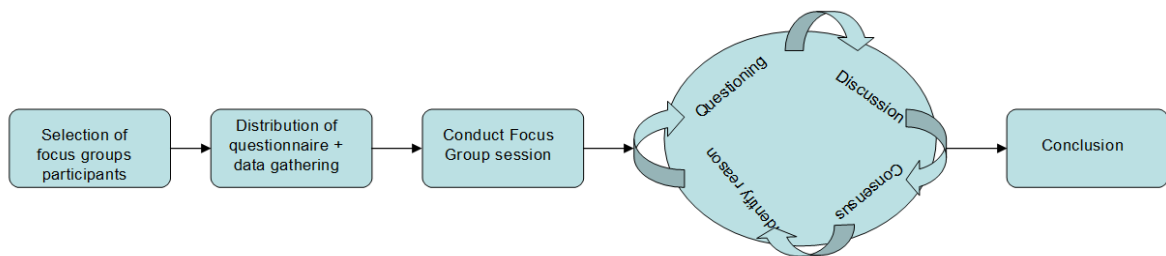 Selection of
focus groups
participants
Distribution of
questionnaire +
data gathering
Conduct Focus
Group session
Questioning
Discussion
Consensus
Identify reason
Conclusion